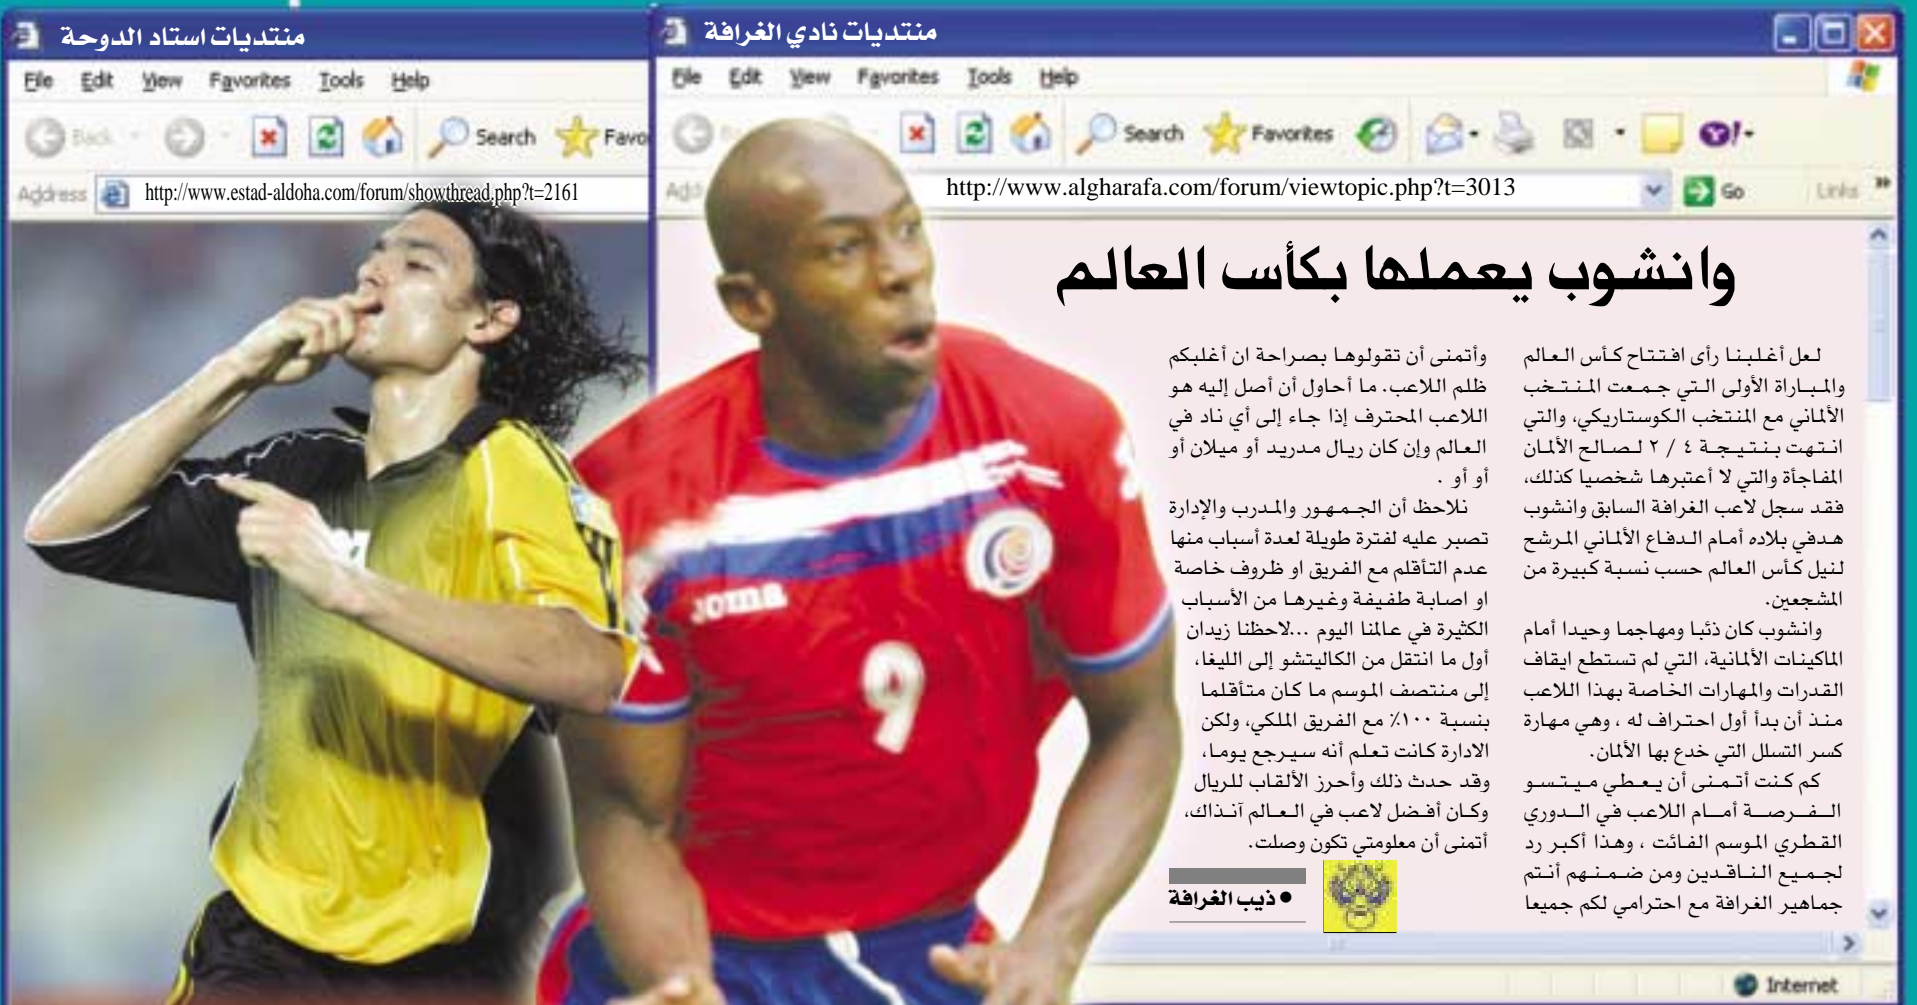 منتديات استاد الدوحة
File Edit View Favorites Tools Help
Back Search Favo
Address http://www.estad-aldoha.com/forum/showthread.php?t=2161
منتديات نادي الغرافة
File Edit View Favorites Tools Help
Search Favorites
http://www.algharafa.com/forum/viewtopic.php?t=3013 Go Links
وانشوب يعملها بكأس العالم
لعل أغلبنا رأى افتتاح كأس العالم
والمباراة الأولى التي جمعت المنتخب
الألماني مع المنتخب الكوستاريكي، والتي
انتهت بنتيجة ٤ / ٢ لصالح الألمان
المفاجأة والتي لا أعتبرها شخصيا كذلك،
فقد سجل لاعب الغرافة السابق وانشوب
هدفي بلاده أمام الدفاع الألماني المرشح
لنيل كأس العالم حسب نسبة كبيرة من
المشجعين.
وانشوب كان ذئبا ومهاجما وحيدا أمام
الماكينات الألمانية، التي لم تستطع ايقاف
القدرات والمهارات الخاصة بهذا اللاعب
منذ أن بدأ أول احتراف له ، وهي مهارة
كسر التسلل التي خدع بها الألمان.
كم كنت أتمنى أن يعطي ميتسو
الفرصة أمام اللاعب في الدوري
القطري الموسم الفائت ، وهذا أكبر رد
لجميع الناقدين ومن ضمنهم أنتم
جماهير الغرافة مع احترامي لكم جميعا
وأتمنى أن تقولوها بصراحة ان أغلبكم
ظلم اللاعب. ما أحاول أن أصل إليه هو
اللاعب المحترف إذا جاء إلى أي ناد في
العالم وإن كان ريال مدريد أو ميلان أو
أو أو .
نلاحظ أن الجمهور والمدرب والإدارة
تصبر عليه لفترة طويلة لعدة أسباب منها
عدم التأقلم مع الفريق او ظروف خاصة
او اصابة طفيفة وغيرها من الأسباب
الكثيرة في عالمنا اليوم ...لاحظنا زيدان
أول ما انتقل من الكاليتشو إلى الليغا،
إلى منتصف الموسم ما كان متأقلما
بنسبة ١٠٠٪ مع الفريق الملكي، ولكن
الادارة كانت تعلم أنه سيرجع يوما،
وقد حدث ذلك وأحرز الألقاب للريال
وكان أفضل لاعب في العالم آنذاك،
أتمنى أن معلومتي تكون وصلت.
● ذيب الغرافة
Joma
9
Internet